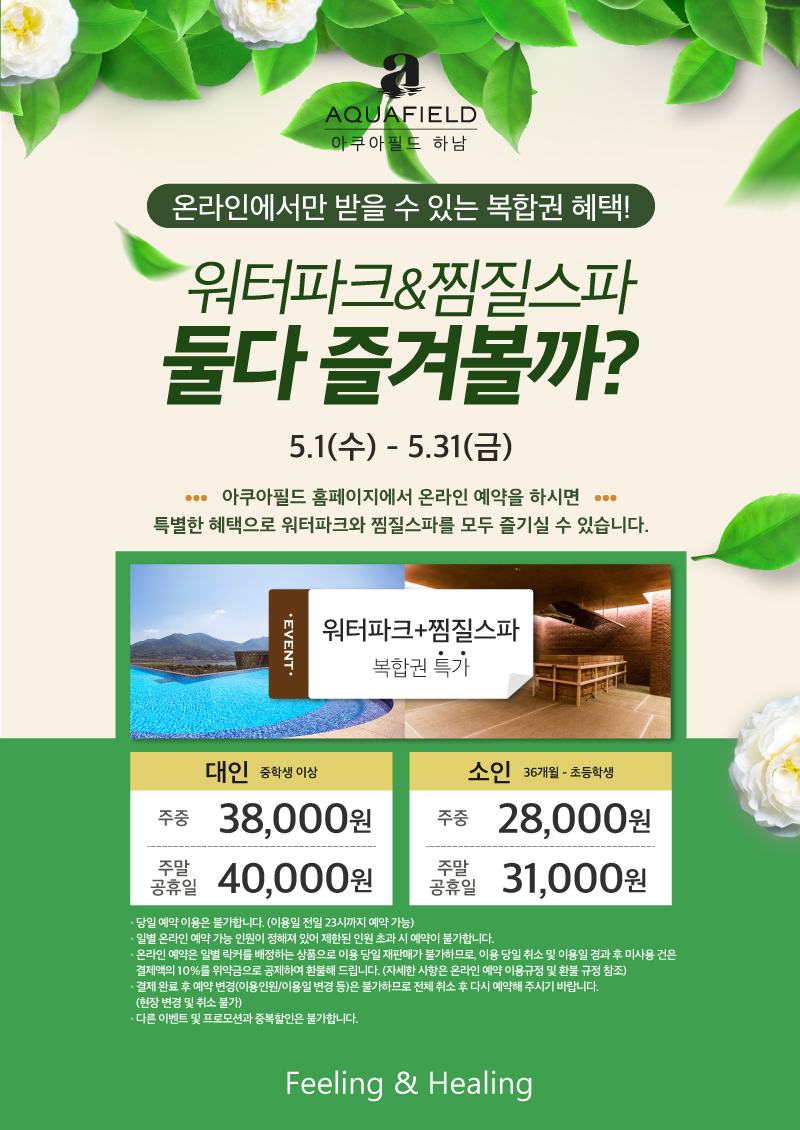 a
AQUAFIELD
아쿠아필드 하남
온라인에서만 받을 수 있는 복합권 혜택!
워터파크&찜질스파
둘다 즐겨볼까?
5.1(수) - 5.31(금)
••• 아쿠아필드 홈페이지에서 온라인 예약을 하시면 •••
특별한 혜택으로 워터파크와 찜질스파를 모두 즐기실 수 있습니다.
·EVENT·
워터파크+찜질스파
복합권 특가
대인 중학생 이상
주중 38,000원
주말
공휴일 40,000원
소인 36개월 - 초등학생
주중 28,000원
주말
공휴일 31,000원
· 당일 예약 이용은 불가합니다. (이용일 전일 23시까지 예약 가능)
· 일별 온라인 예약 가능 인원이 정해져 있어 제한된 인원 초과 시 예약이 불가합니다.
· 온라인 예약은 일별 락커를 배정하는 상품으로 이용 당일 재판매가 불가하므로, 이용 당일 취소 및 이용일 경과 후 미사용 건은
결제액의 10%를 위약금으로 공제하여 환불해 드립니다. (자세한 사항은 온라인 예약 이용규정 및 환불 규정 참조)
· 결제 완료 후 예약 변경(이용인원/이용일 변경 등)은 불가하므로 전체 취소 후 다시 예약해 주시기 바랍니다.
(현장 변경 및 취소 불가)
· 다른 이벤트 및 프로모션과 중복할인은 불가합니다.
Feeling & Healing